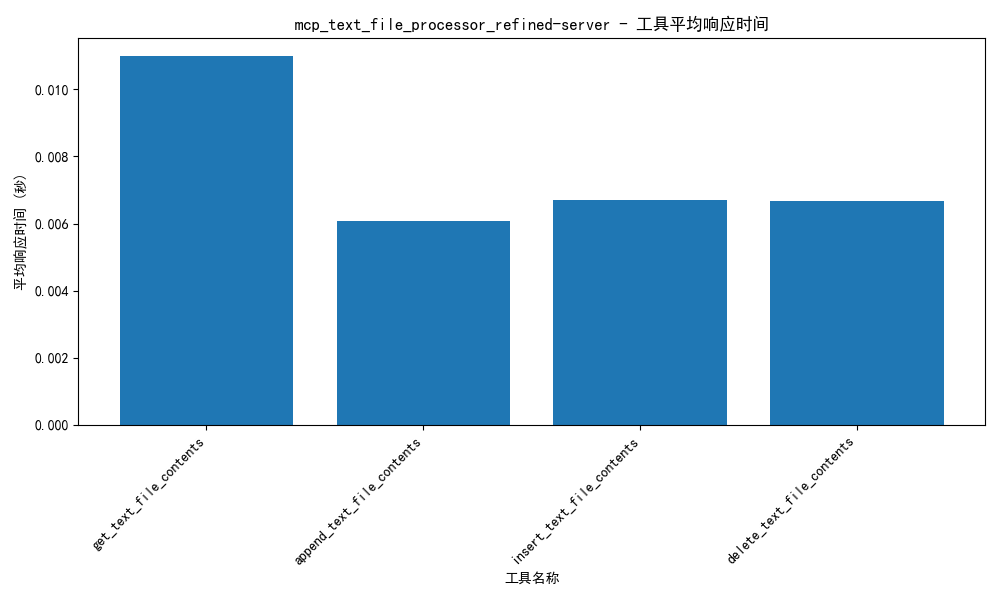 mcp_text_file_processor_refined-server - 工具平均响应时间
平均响应时间 (秒)
0.010
0.008
0.006
0.004
0.002
0.000
get_text_file_contents
append_text_file_contents
insert_text_file_contents
delete_text_file_contents
工具名称